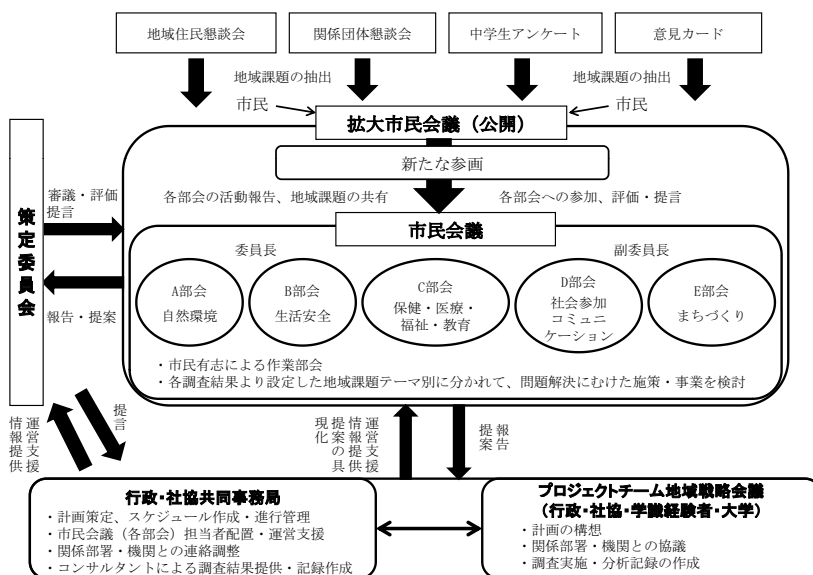 地域住民懇談会
関係団体懇談会
中学生アンケート
意見カード
地域課題の抽出
地域課題の抽出
市民
市民
拡大市民会議(公開)
新たな参画
各部会の活動報告、地域課題の共有
各部会への参加、評価・提言
策定委員会
審議・評価
提言
報告・提案
市民会議
委員長
副委員長
A部会
自然環境
B部会
生活安全
C部会
保健・医療・
福祉・教育
D部会
社会参加
コミュニ
ケーション
E部会
まちづくり
・市民有志による作業部会
・各調査結果より設定した地域課題テーマ別に分かれて、問題解決にむけた施策・事業を検討
運営支援
情報提供
提言
運営支援
情報提供
提案の具
現化
報告
提案
行政・社協共同事務局
・計画策定、スケジュール作成・進行管理
・市民会議(各部会)担当者配置・運営支援
・関係部署・機関との連絡調整
・コンサルタントによる調査結果提供・記録作成
プロジェクトチーム地域戦略会議
(行政・社協・学識経験者・大学)
・計画の構想
・関係部署・機関との協議
・調査実施・分析記録の作成